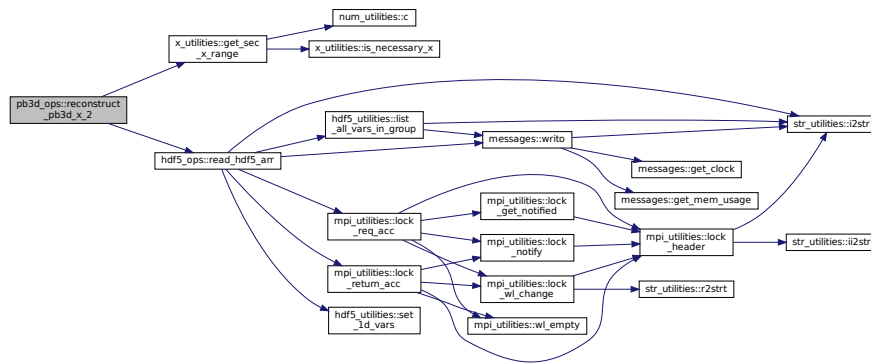 num_utilities::c
x_utilities::get_sec
_x_range
x_utilities::is_necessary_x
pb3d_ops::reconstruct
_pb3d_x_2
hdf5_utilities::list
_all_vars_in_group
str_utilities::i2str
messages::writo
hdf5_ops::read_hdf5_arr
messages::get_clock
messages::get_mem_usage
mpi_utilities::lock
_get_notified
mpi_utilities::lock
_req_acc
mpi_utilities::lock
_header
str_utilities::ii2str
mpi_utilities::lock
_notify
mpi_utilities::lock
_return_acc
mpi_utilities::lock
_wl_change
str_utilities::r2strt
hdf5_utilities::set
_1d_vars
mpi_utilities::wl_empty